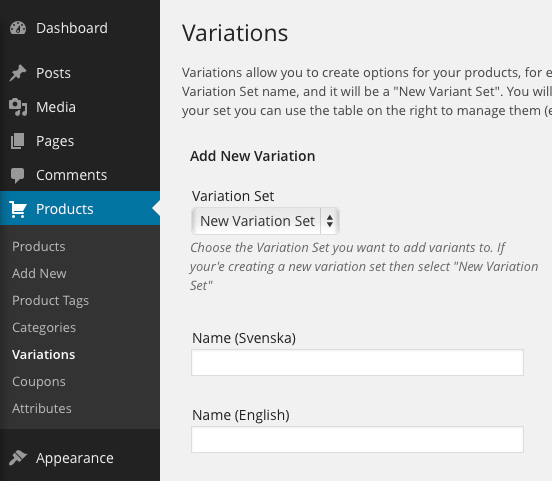 Dashboard
Posts
Media
Pages
Comments
Products
Products
Add New
Product Tags
Categories
Variations
Coupons
Attributes
Appearance
Variations
Variations allow you to create options for your products, for e
Variation Set name, and it will be a "New Variant Set". You will
your set you can use the table on the right to manage them (e
Add New Variation
Variation Set
New Variation Set
Choose the Variation Set you want to add variants to. If
your'e creating a new variation set then select "New Variation
Set"
Name (Svenska)
Name (English)